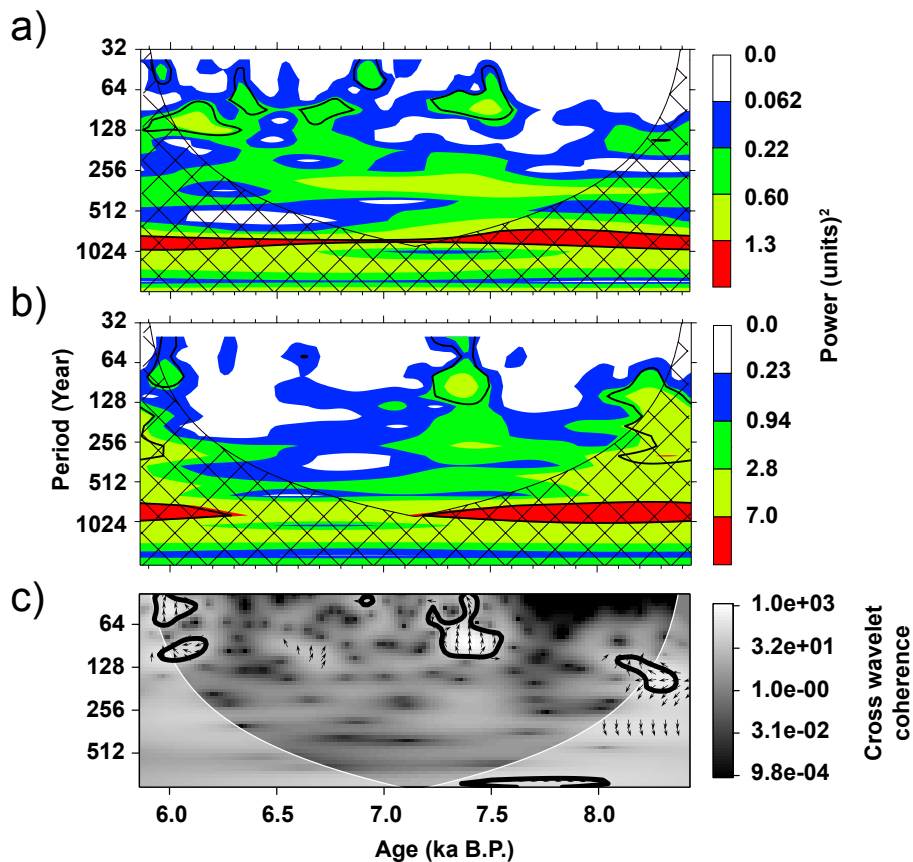 a)
32
64
128
256
512
1024
0.0
0.062
0.22
0.60
1.3
Power (units)²
b)
32
64
128
256
512
1024
Period (Year)
0.0
0.23
0.94
2.8
7.0
c)
64
128
256
512
1.0e+03
3.2e+01
1.0e-00
3.1e-02
9.8e-04
Cross wavelet
coherence
6.0 6.5 7.0 7.5 8.0
Age (ka B.P.)